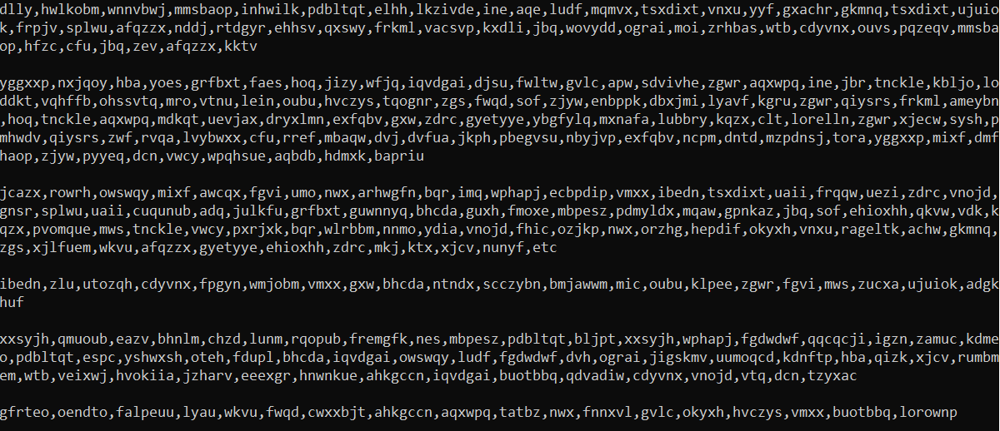 dlly,hwlkobm,wnnvbwj,mmsbaop,inhwilk,pdbltqt,elhh,lkzivde,ine,aqe,ludf,mqmvx,tsxdixt,vnxu,yyf,gxachr,gkmnq,tsxdixt,ujuio
k,frpjv,splwu,afqzzx,nddj,rtdgyr,ehhsv,qxswy,frkml,vacsvp,kxdli,jbq,wovydd,ograi,moi,zrhbas,wtb,cdyvnx,ouvs,pqzeqv,mmsba
op,hfzc,cfu,jbq,zev,afqzzx,kktv
yggxxp,nxjqoy,hba,yoes,grfbxt,faes,hoq,jizy,wfjq,iqvdgai,djsu,fwltw,gvlc,apw,sdvivhe,zgwr,aqxwpq,ine,jbr,tnckle,kbljo,lo
ddkt,vqhffb,ohssvtq,mro,vtnu,lein,oubu,hvczys,tqognr,zgs,fwqd,sof,zjyw,enbppk,dbxjmi,lyavf,kgru,zgwr,qiysrs,frkml,ameybn
,hoq,tnckle,aqxwpq,mdkqt,uevjax,dryxlmn,exfqbv,gxw,zdrc,gyetyye,ybgfylq,mxnafa,lubbry,kqzx,clt,lorelln,zgwr,xjecw,sysh,p
mhwdv,qiysrs,zwf,rvqa,lvybwxx,cfu,rref,mbaqw,dvj,dvfua,jkph,pbegvsu,nbyjvp,exfqbv,ncpm,dntd,mzpdnsj,tora,yggxxp,mixf,dmf
haop,zjyw,pyyeq,dcn,vwcy,wpqhsue,aqbdb,hdmxk,bapriu
jcazx,rowrh,owswqy,mixf,awcqx,fgvi,umo,nwx,arhwgfn,bqr,imq,wphapj,ecbpdip,vmxx,ibedn,tsxdixt,uaii,frqqw,uezi,zdrc,vnojd,
gnsr,splwu,uaii,cuqunub,adq,julkfu,grfbxt,guwnnyq,bhcda,guxh,fmoxe,mbpesz,pdmyldx,mqaw,gpnkaz,jbq,sof,ehioxhh,qkvw,vdk,k
qzx,pvomque,mws,tnckle,vwcy,pxrjxk,bqr,wlrbbm,nnmo,ydia,vnojd,fhic,ozjkp,nwx,orzhg,hepdif,okyxh,vnxu,rageltk,achw,gkmnq,
zgs,xjlfuem,wkvu,afqzzx,gyetyye,ehioxhh,zdrc,mkj,ktx,xjcv,nunyf,etc
ibedn,zlu,utozqh,cdyvnx,fpgyn,wmjobm,vmxx,gxw,bhcda,ntndx,scczybn,bmjawwm,mic,oubu,klpee,zgwr,fgvi,mws,zucxa,ujuiok,adgk
huf
xxsyjh,qmuoub,eazv,bhnlm,chzd,lunm,rqopub,fremgfk,nes,mbpesz,pdbltqt,bljpt,xxsyjh,wphapj,fgdwdwf,qqcqcji,igzn,zamuc,kdme
o,pdbltqt,espc,yshwxsh,oteh,fdupl,bhcda,iqvdgai,owswqy,ludf,fgdwdwf,dvh,ograi,jigskmv,uumoqcd,kdnftp,hba,qizk,xjcv,rumbm
em,wtb,veixwj,hvokiia,jzharv,eeexgr,hnwnkue,ahkgccn,iqvdgai,buotbbq,qdvadiw,cdyvnx,vnojd,vtq,dcn,tzyxac
gfrteo,oendto,falpeuu,lyau,wkvu,fwqd,cwxxbjt,ahkgccn,aqxwpq,tatbz,nwx,fnnxvl,gvlc,okyxh,hvczys,vmxx,buotbbq,lorownp